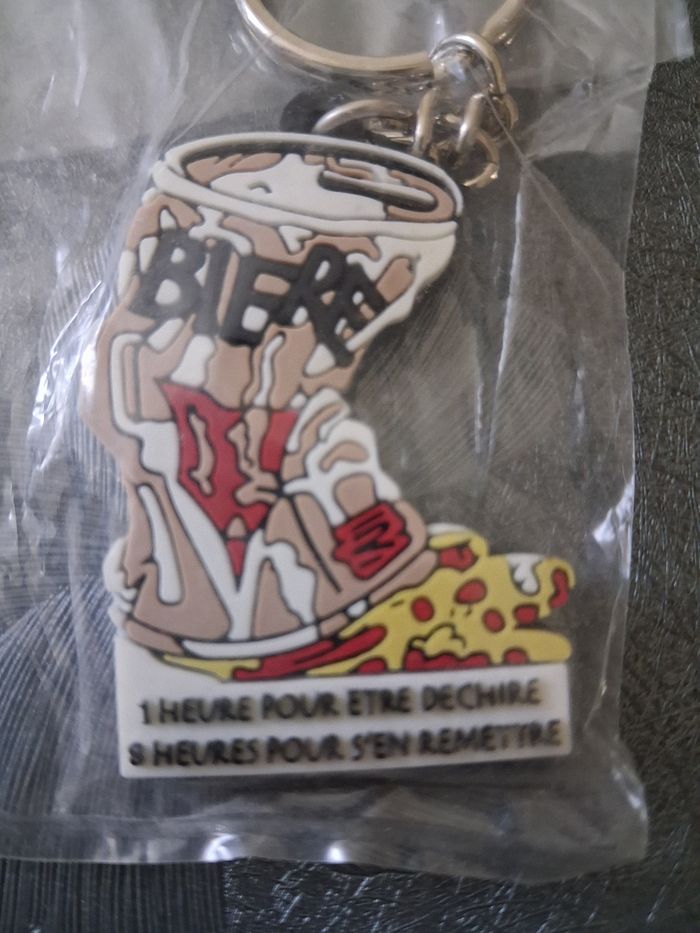 BIERE
1 HEURE POUR ETRE DECHIRE
8 HEURES POUR S'EN REMETTRE